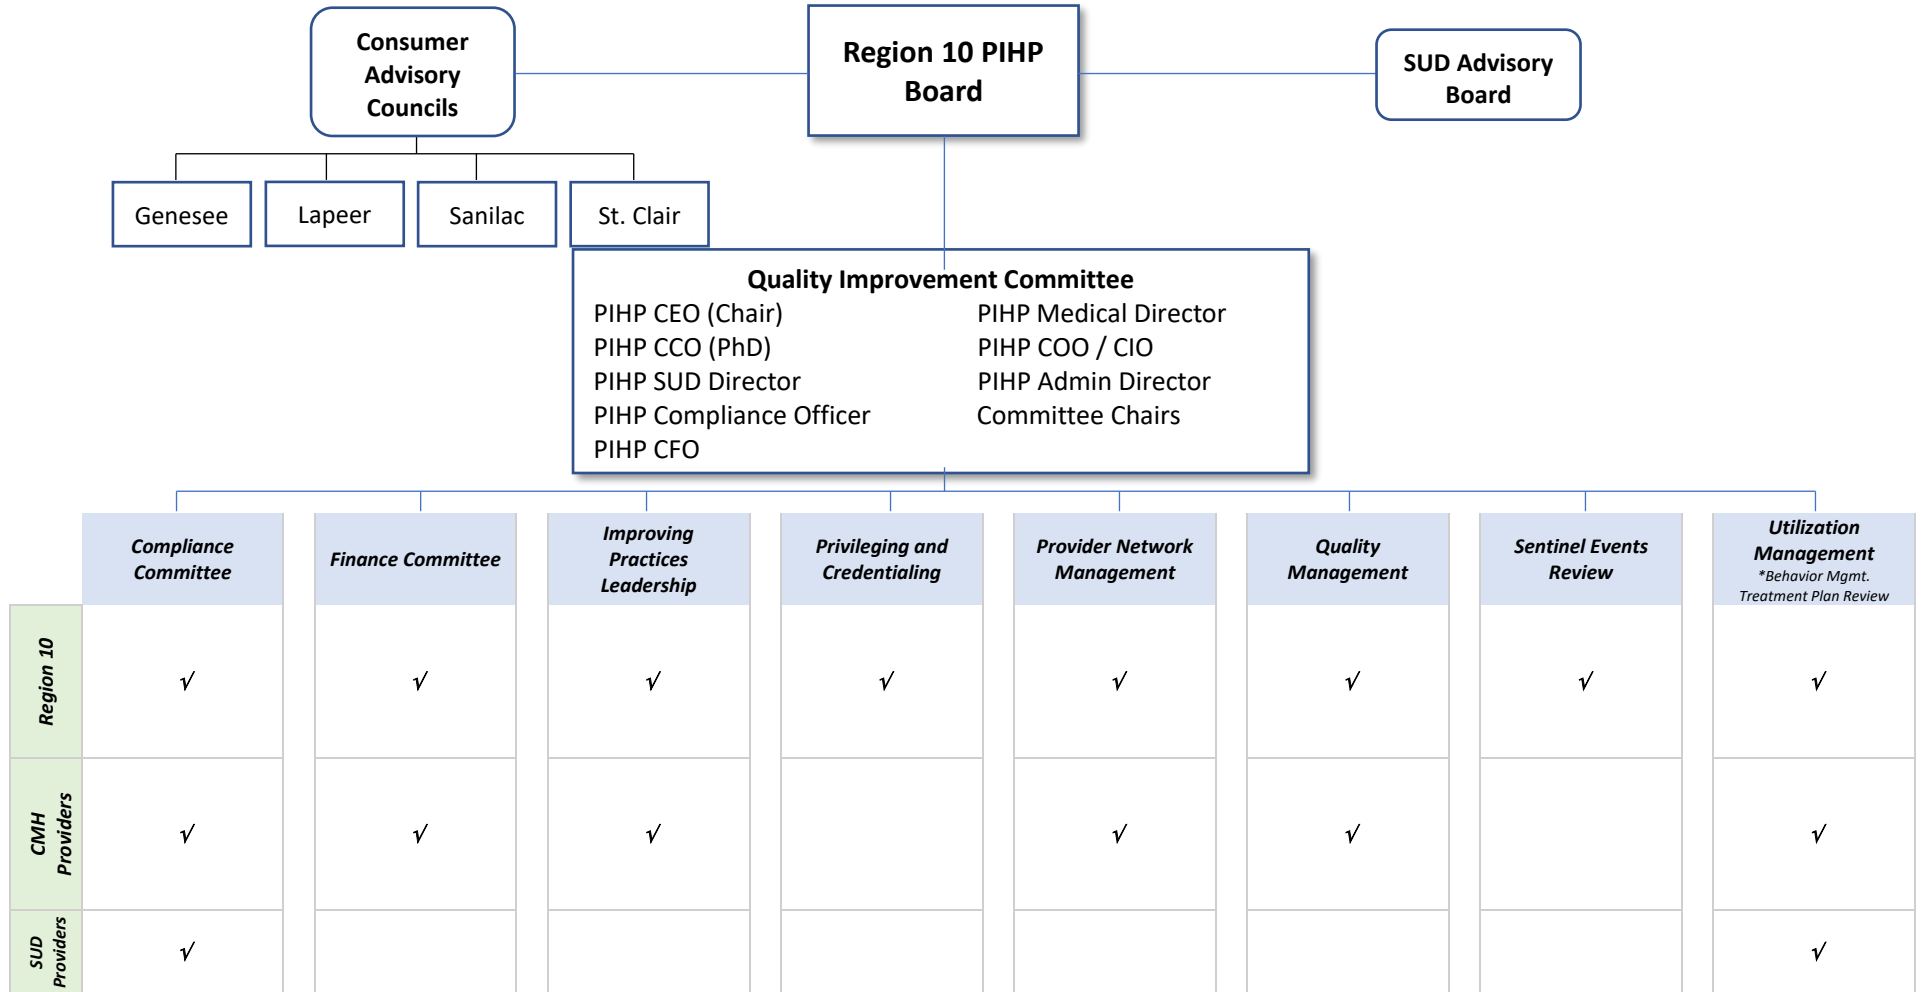 Consumer
Advisory
Councils
Region 10 PIHP
Board
SUD Advisory
Board
Genesee
Lapeer
Sanilac
St. Clair
Quality Improvement Committee
PIHP CEO (Chair)
PIHP Medical Director
PIHP CCO (PhD)
PIHP COO / CIO
PIHP SUD Director
PIHP Admin Director
PIHP Compliance Officer
Committee Chairs
PIHP CFO
Compliance
Committee
Finance Committee
Improving
Practices
Leadership
Privileging and
Credentialing
Provider Network
Management
Quality
Management
Sentinel Events
Review
Utilization
Management
*Behavior Mgmt.
Treatment Plan Review
Region 10
√ √ √ √ √ √ √ √
CMH
Providers
√ √ √ √ √ √
SUD
Providers
√ √